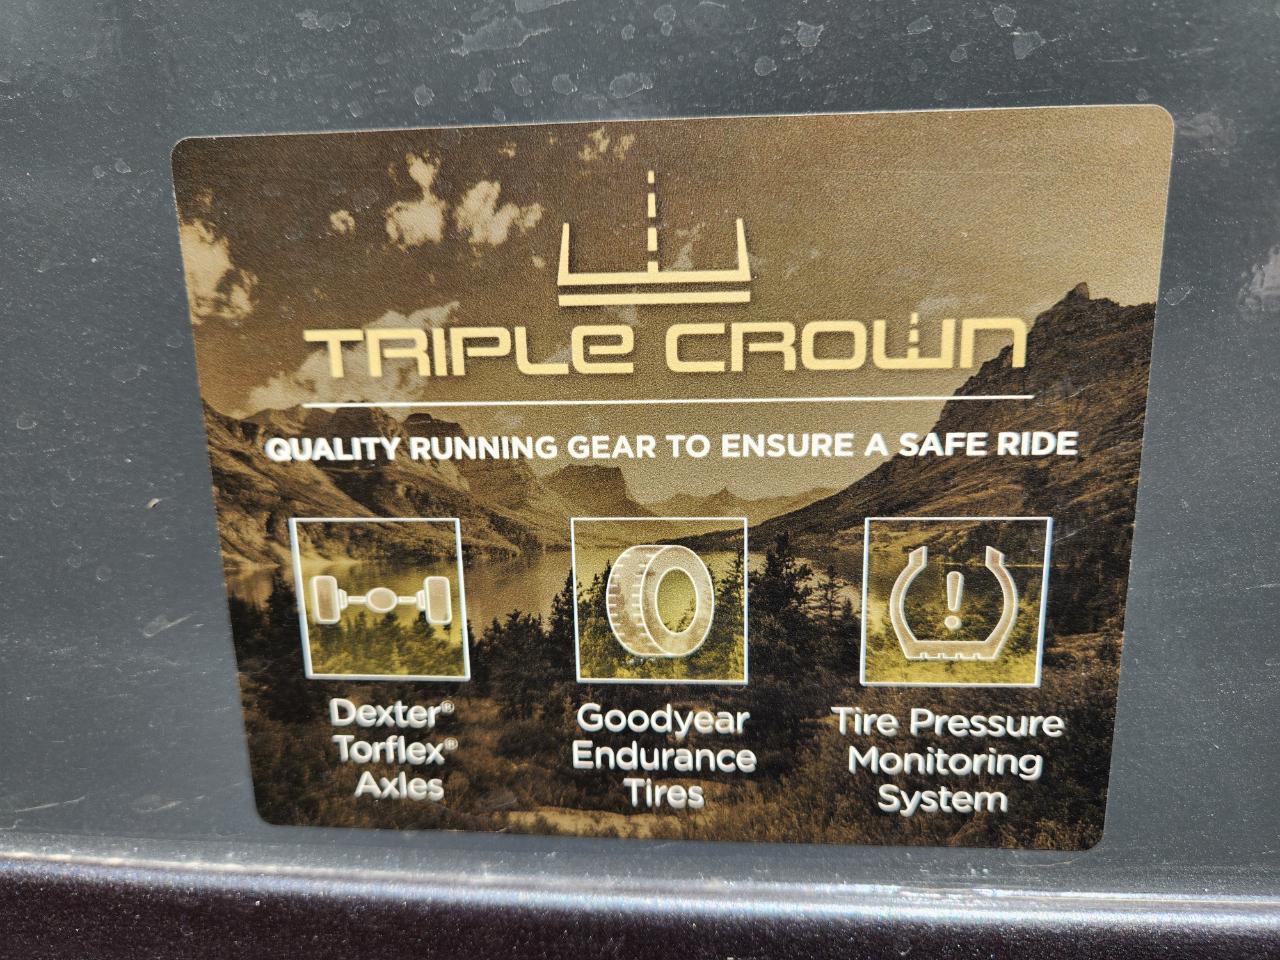 TRIPLE CROWN
QUALITY RUNNING GEAR TO ENSURE A SAFE RIDE
Dexter®
Torflex®
Axles
Goodyear
Endurance
Tires
Tire Pressure
Monitoring
System